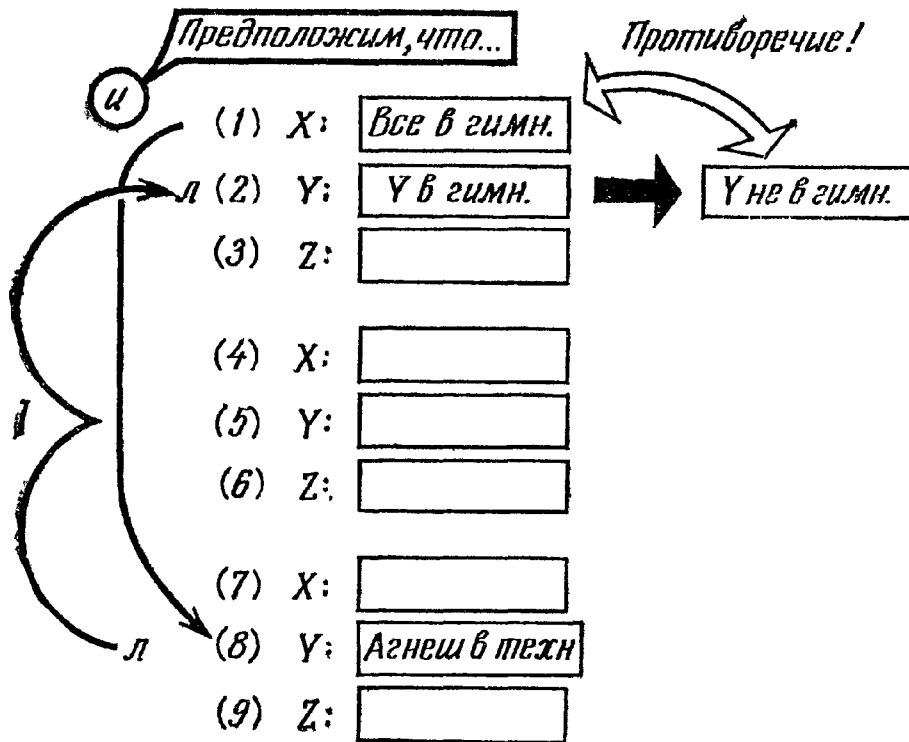 Предположим, что...
Противоречие!
и
(1) X: Все в гимн.
л (2) Y: Y в гимн.
Y не в гимн.
(3) Z:
(4) X:
(5) Y:
(6) Z:
(7) X:
л (8) Y: Агнеш в техн
(9) Z: